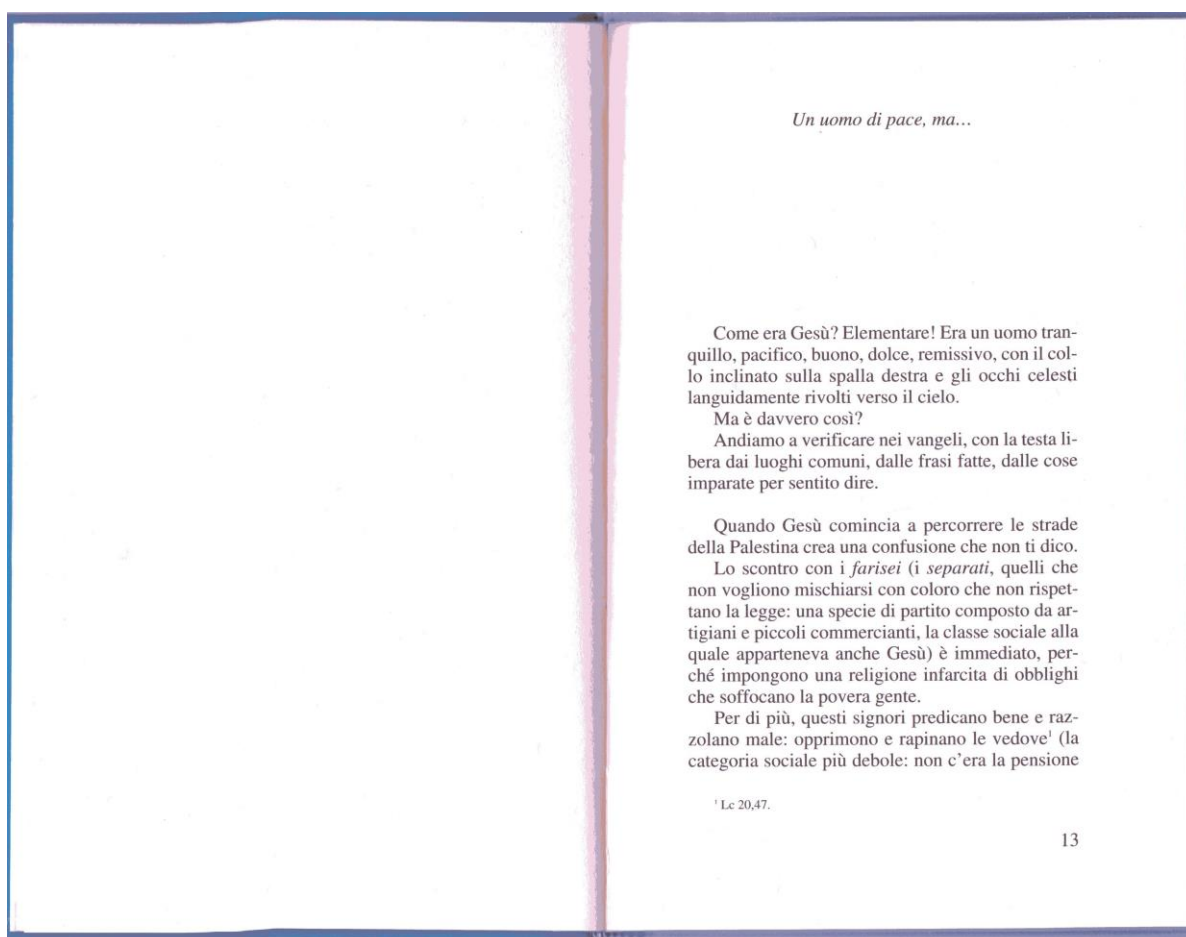 Un uomo di pace, ma…
Come era Gesù? Elementare! Era un uomo tran-
quillo, pacifico, buono, dolce, remissivo, con il col-
lo inclinato sulla spalla destra e gli occhi celesti
languidamente rivolti verso il cielo.
Ma è davvero così?
Andiamo a verificare nei vangeli, con la testa li-
bera dai luoghi comuni, dalle frasi fatte, dalle cose
imparate per sentito dire.
Quando Gesù comincia a percorrere le strade
della Palestina crea una confusione che non ti dico.
Lo scontro con i farisei (i separati, quelli che
non vogliono mischiarsi con coloro che non rispet-
tano la legge: una specie di partito composto da ar-
tigiani e piccoli commercianti, la classe sociale alla
quale apparteneva anche Gesù) è immediato, per-
ché impongono una religione infarcita di obblighi
che soffocano la povera gente.
Per di più, questi signori predicano bene e raz-
zolano male: opprimono e rapinano le vedove¹ (la
categoria sociale più debole: non c'era la pensione
¹ Lc 20,47.
13